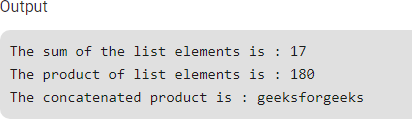 Output
The sum of the list elements is : 17
The product of list elements is : 180
The concatenated product is : geeksforgeeks